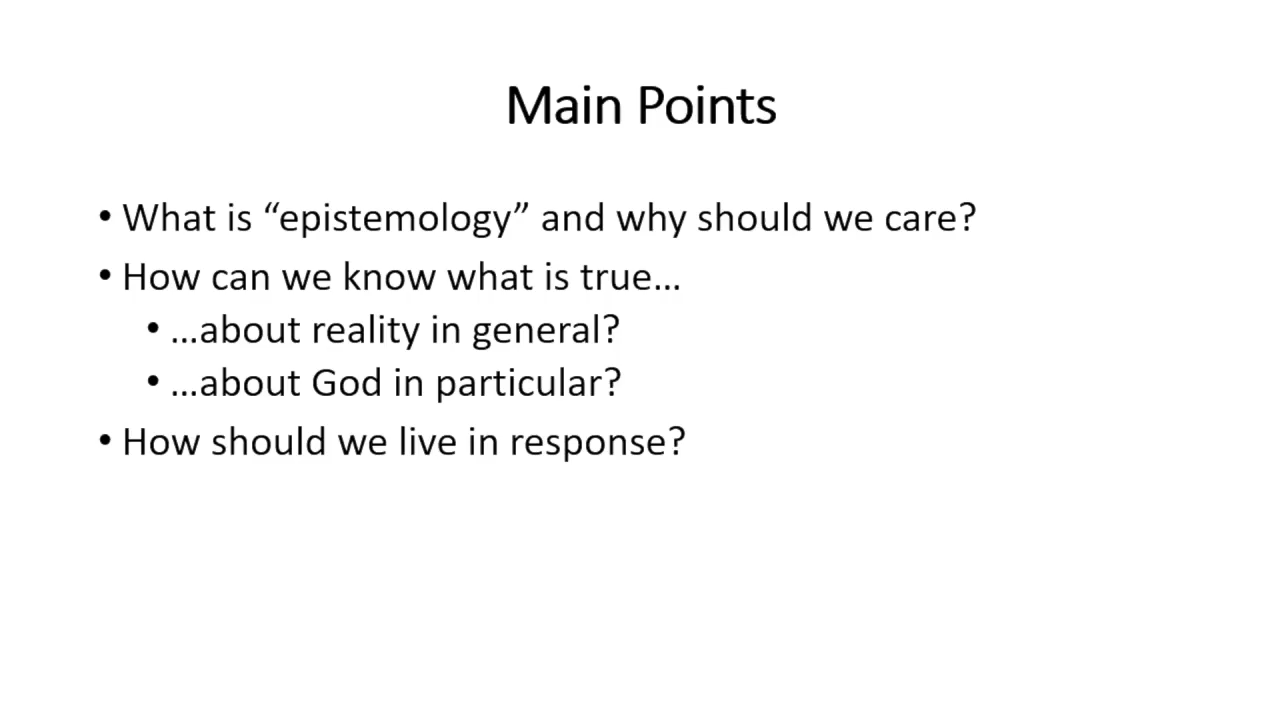 Main Points
• What is “epistemology” and why should we care?
• How can we know what is true…
• …about reality in general?
• …about God in particular?
• How should we live in response?